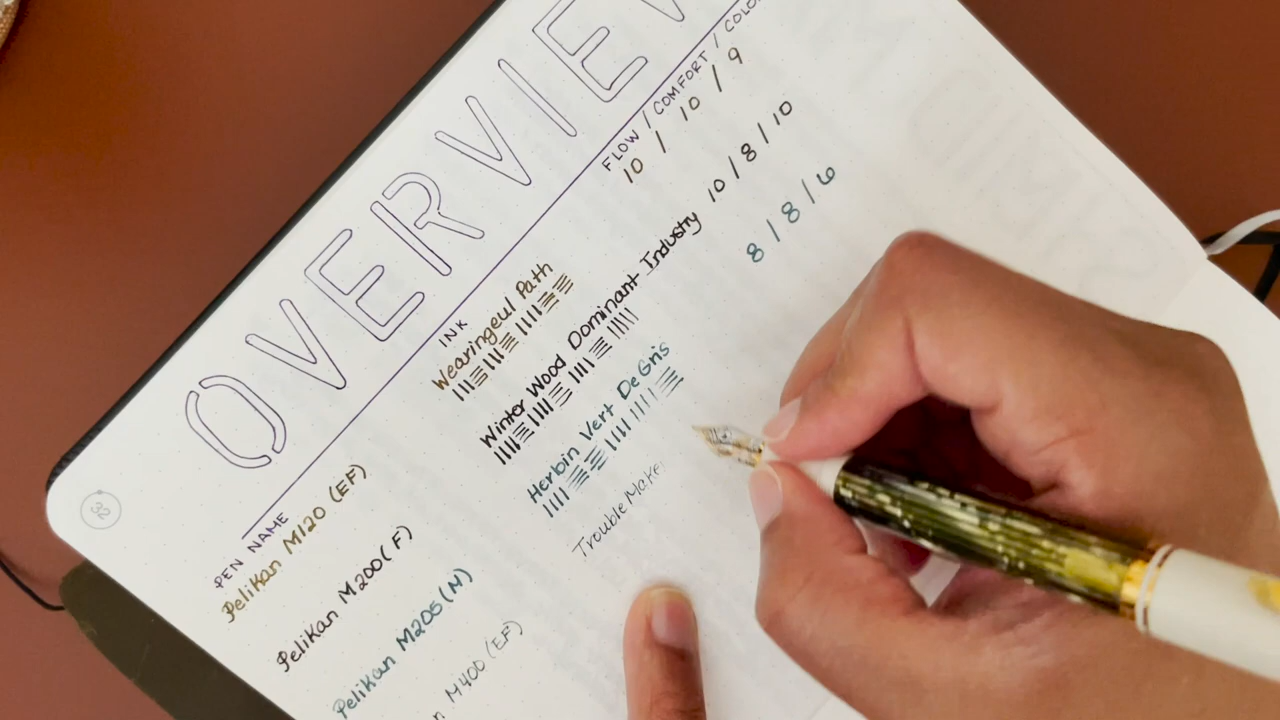 OVERVIEW
PEN NAME INK FLOW / COMFORT / COLO
Pelikan M120 (EF) Wearingeul Path 10 / 10 / 9
Pelikan M200 (F) Winter Wood Dominant Industry 10 / 8 / 10
Pelikan M205 (M) Herbin Vert De Gris 8 / 8 / 6
n M400 (EF) Trouble Maker
32